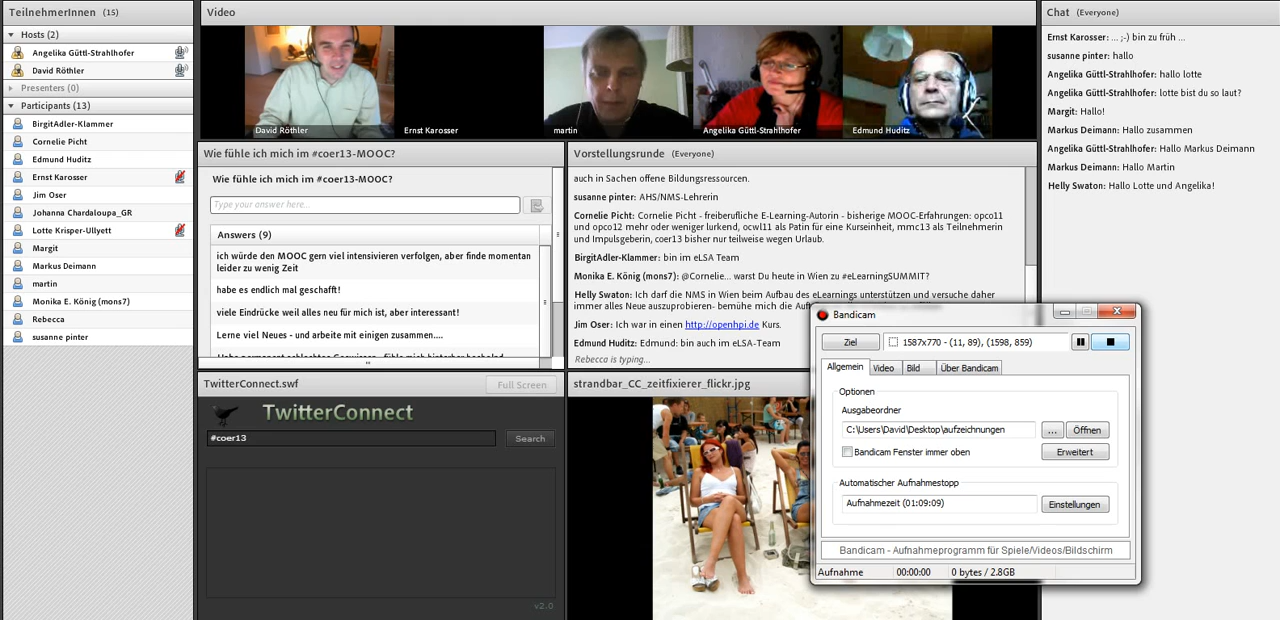 TeilnehmerInnen (15)
Hosts (2)
Angelika Güttl-Strahlhofer
David Röthler
Presenters (0)
Participants (13)
BirgitAdler-Klammer
Cornelie Picht
Edmund Huditz
Ernst Karosser
Jim Oser
Johanna Chardaloupa_GR
Lotte Krisper-Ullyett
Margit
Markus Deimann
martin
Monika E. König (mons7)
Rebecca
susanne pinter
Video
David Röthler
Ernst Karosser
martin
Angelika Güttl-Strahlhofer
Edmund Huditz
Wie fühle ich mich im #coer13-MOOC?
Wie fühle ich mich im #coer13-MOOC?
Type your answer here...
Answers (9)
ich würde den MOOC gern viel intensivieren verfolgen, aber finde momentan
leider zu wenig Zeit
habe es endlich mal geschafft!
viele Eindrücke weil alles neu für mich ist, aber interessant!
Lerne viel Neues - und arbeite mit einigen zusammen....
Vorstellungsrunde (Everyone)
auch in Sachen offene Bildungsressourcen.
susanne pinter: AHS/NMS-Lehrerin
Cornelie Picht: Cornelie Picht - freiberufliche E-Learning-Autorin - bisherige MOOC-Erfahrungen: opco11
und opco12 mehr oder weniger lurkend, ocwl11 als Patin für eine Kurseinheit, mmc13 als Teilnehmerin
und Impulsgeberin, coer13 bisher nur teilweise wegen Urlaub.
BirgitAdler-Klammer: bin im eLSA Team
Monika E. König (mons7): @Cornelie... warst Du heute in Wien zu #eLearningSUMMIT?
Helly Swaton: Ich darf die NMS in Wien beim Aufbau des eLearnings unterstützen und versuche daher
immer alles Neue auszuprobieren- bemühe mich die
Jim Oser: Ich war in einen http://openhpi.de Kurs.
Edmund Huditz: Edmund: bin auch im eLSA-Team
Rebecca is typing...
TwitterConnect.swf
Full Screen
TwitterConnect
#coer13
Search
v2.0
strandbar_CC_zeitfixierer_flickr.jpg
Chat (Everyone)
Ernst Karosser: ... ;-) bin zu früh ...
susanne pinter: hallo
Angelika Güttl-Strahlhofer: hallo lotte
Angelika Güttl-Strahlhofer: lotte bist du so laut?
Margit: Hallo!
Markus Deimann: Hallo zusammen
Angelika Güttl-Strahlhofer: Hallo Markus Deimann
Markus Deimann: Hallo Martin
Helly Swaton: Hallo Lotte und Angelika!
Bandicam
Ziel
1587x770 - (11, 89), (1598, 859)
Allgemein Video Bild Über Bandicam
Optionen
Ausgabeordner
C:\Users\David\Desktop\aufzeichnungen
... Öffnen
Bandicam Fenster immer oben
Erweitert
Automatischer Aufnahmestopp
Aufnahmezeit (01:09:09)
Einstellungen
Bandicam - Aufnahmeprogramm für Spiele/Videos/Bildschirm
Aufnahme 00:00:00 0 bytes / 2.8GB